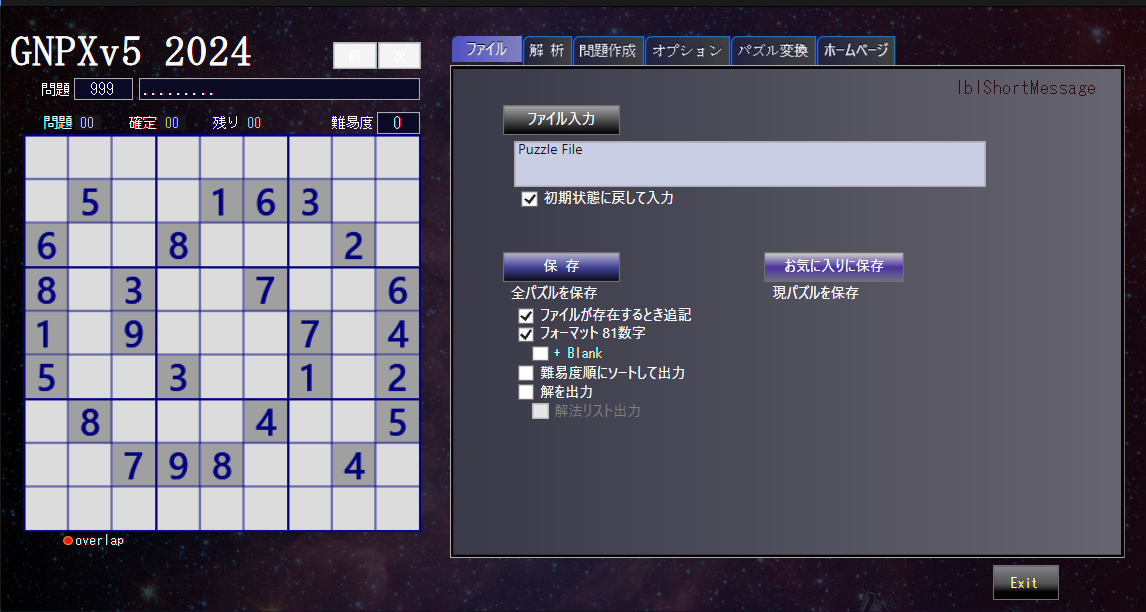 GNPXv5 2024
前 次
問題 999 .........
問題 00 確定 00 残り 00 難易度 0
5 1 6 3
6 8 2
8 3 7 6
1 9 7 4
5 3 1 2
8 4 5
7 9 8 4
overlap
ファイル 解 析 問題作成 オプション パズル変換 ホームページ
lblShortMessage
ファイル入力
Puzzle File
初期状態に戻して入力
保 存 お気に入りに保存
全パズルを保存 現パズルを保存
ファイルが存在するとき追記
フォーマット 81数字
+ Blank
難易度順にソートして出力
解を出力
解法リスト出力
Exit